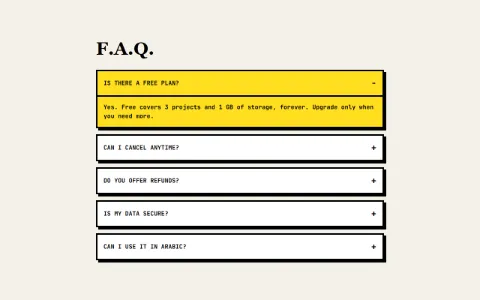 F.A.Q.
IS THERE A FREE PLAN? -
Yes. Free covers 3 projects and 1 GB of storage, forever. Upgrade only when
you need more.
CAN I CANCEL ANYTIME? +
DO YOU OFFER REFUNDS? +
IS MY DATA SECURE? +
CAN I USE IT IN ARABIC? +